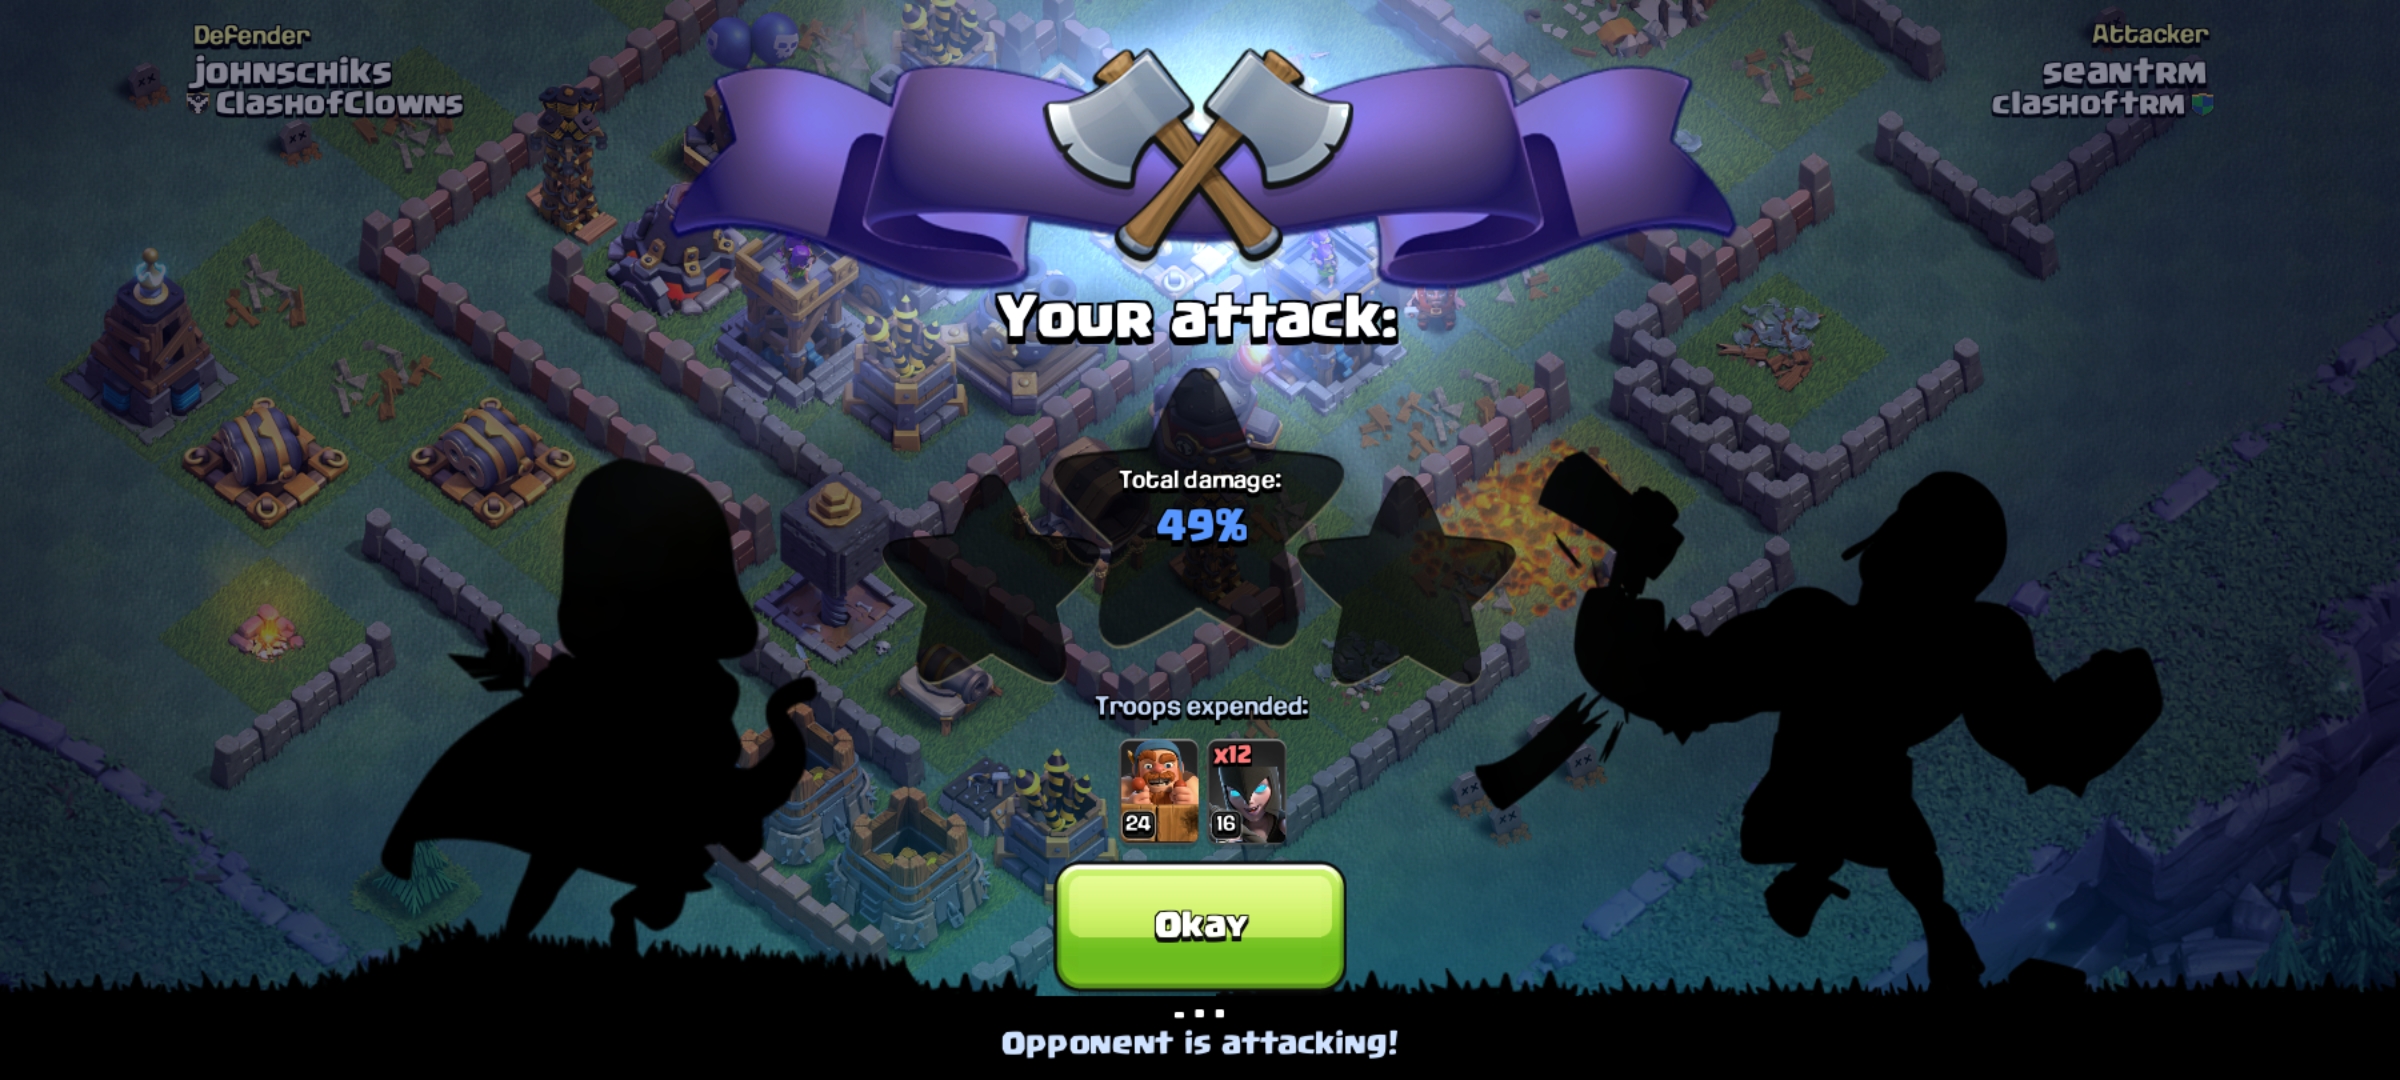 Defender
johnschiks
ClashofClowns
Attacker
seantrm
clashoftrm
Your attack:
Total damage:
49%
Troops expended:
x12
24
16
Okay
...
Opponent is attacking!